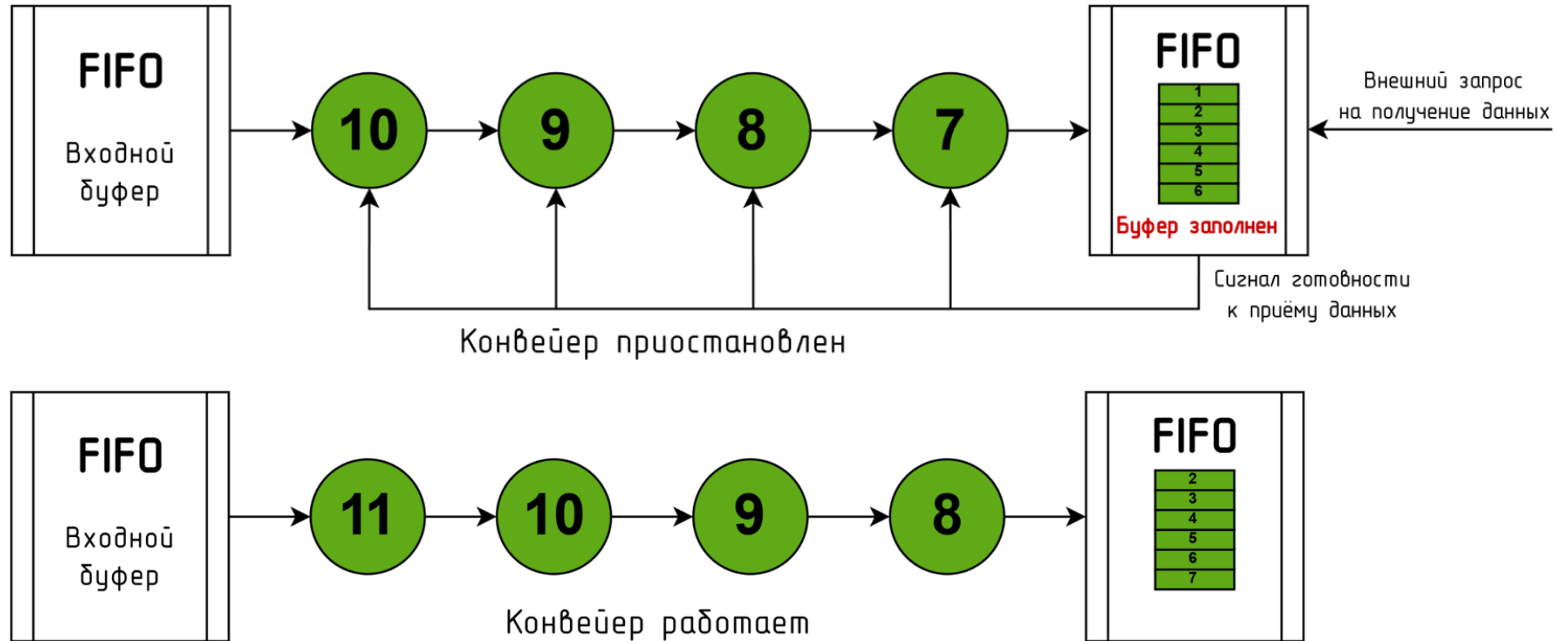 FIFO
Входной
буфер
10
9
8
7
FIFO
1
2
3
4
5
6
Буфер заполнен
Внешний запрос
на получение данных
Сигнал готовности
к приёму данных
Конвейер приостановлен
FIFO
Входной
буфер
11
10
9
8
FIFO
2
3
4
5
6
7
Конвейер работает